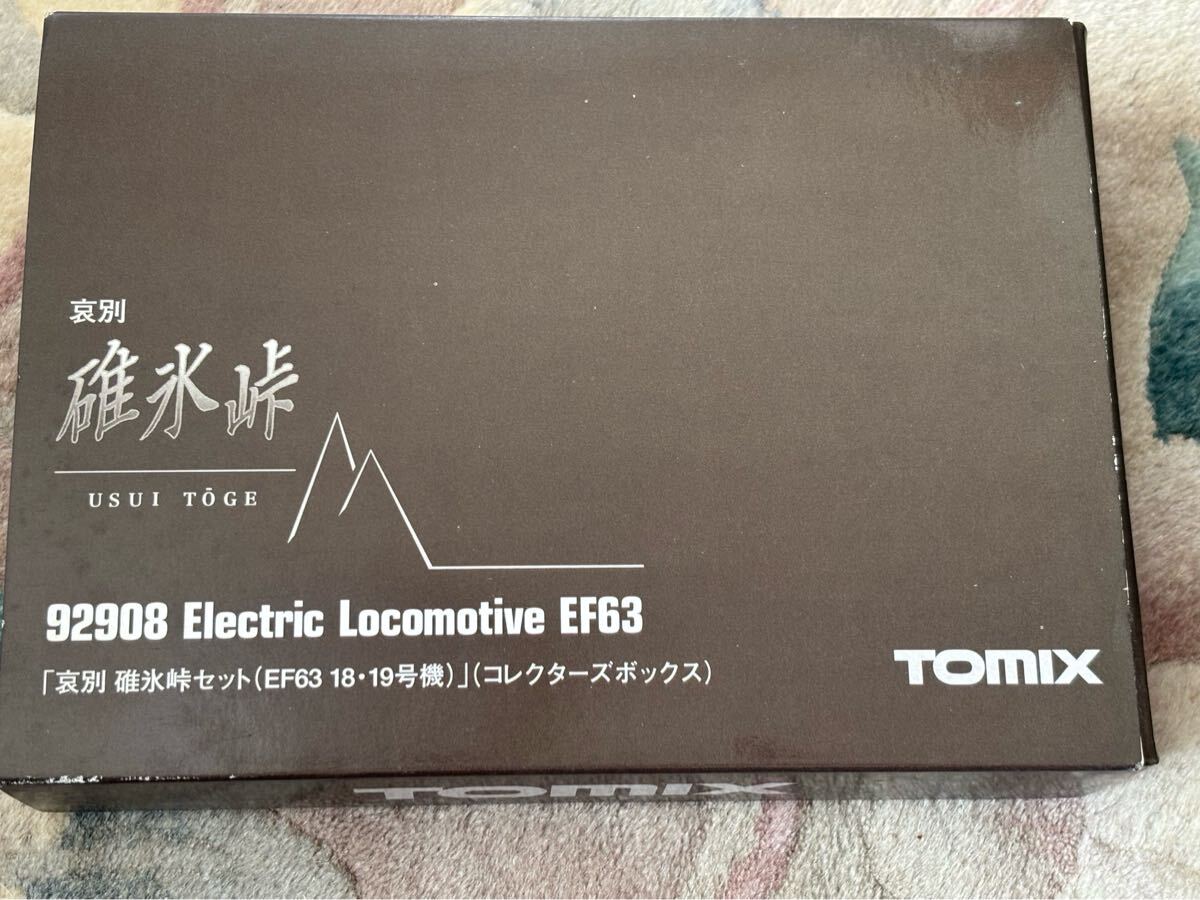 哀別
碓氷峠
USUI TŌGE
92908 Electric Locomotive EF63
「哀別 碓氷峠セット(EF63 18・19号機)」(コレクターズボックス)
TOMIX
TOMIX